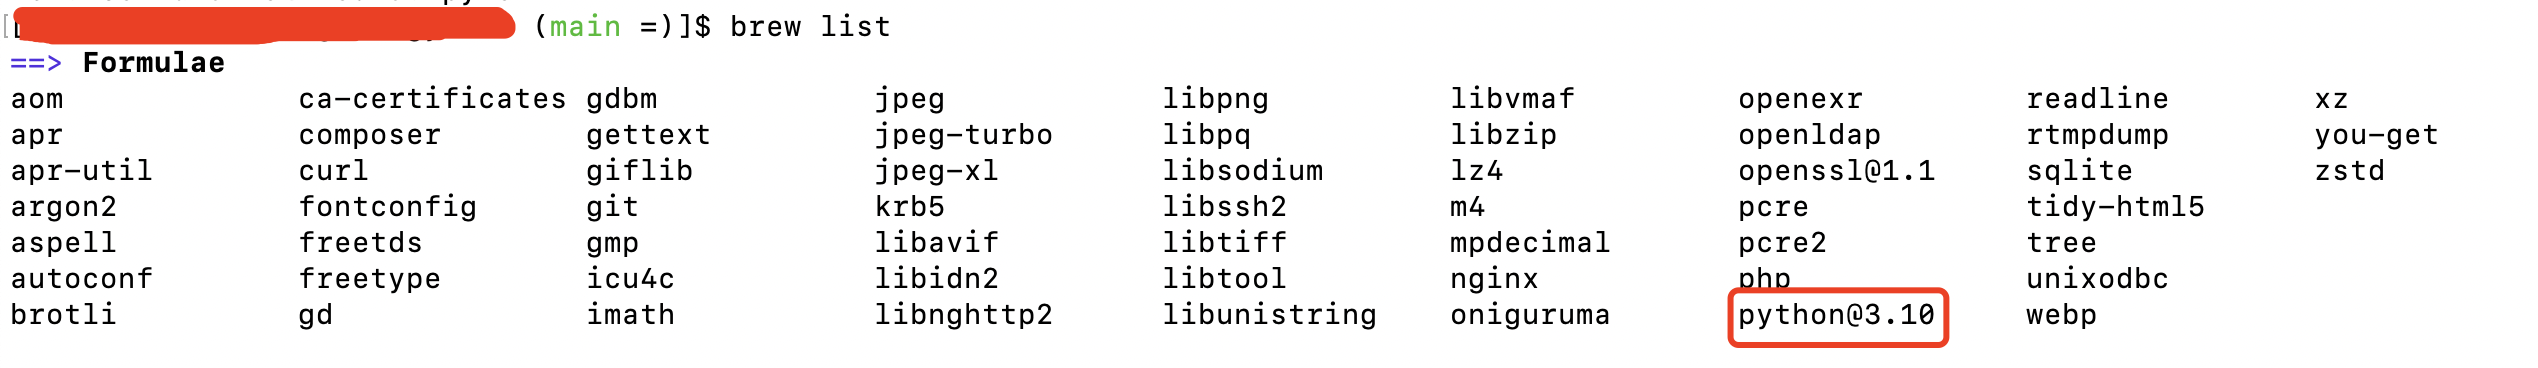 (main =)]$ brew list
==> Formulae
aom ca-certificates gdbm jpeg libpng libvmaf openexr readline xz
apr composer gettext jpeg-turbo libpq libzip openldap rtmpdump you-get
apr-util curl giflib jpeg-xl libsodium lz4 openssl@1.1 sqlite zstd
argon2 fontconfig git krb5 libssh2 m4 pcre tidy-html5
aspell freetds gmp libavif libtiff mpdecimal pcre2 tree
autoconf freetype icu4c libidn2 libtool nginx php unixodbc
brotli gd imath libnghttp2 libunistring oniguruma python@3.10 webp